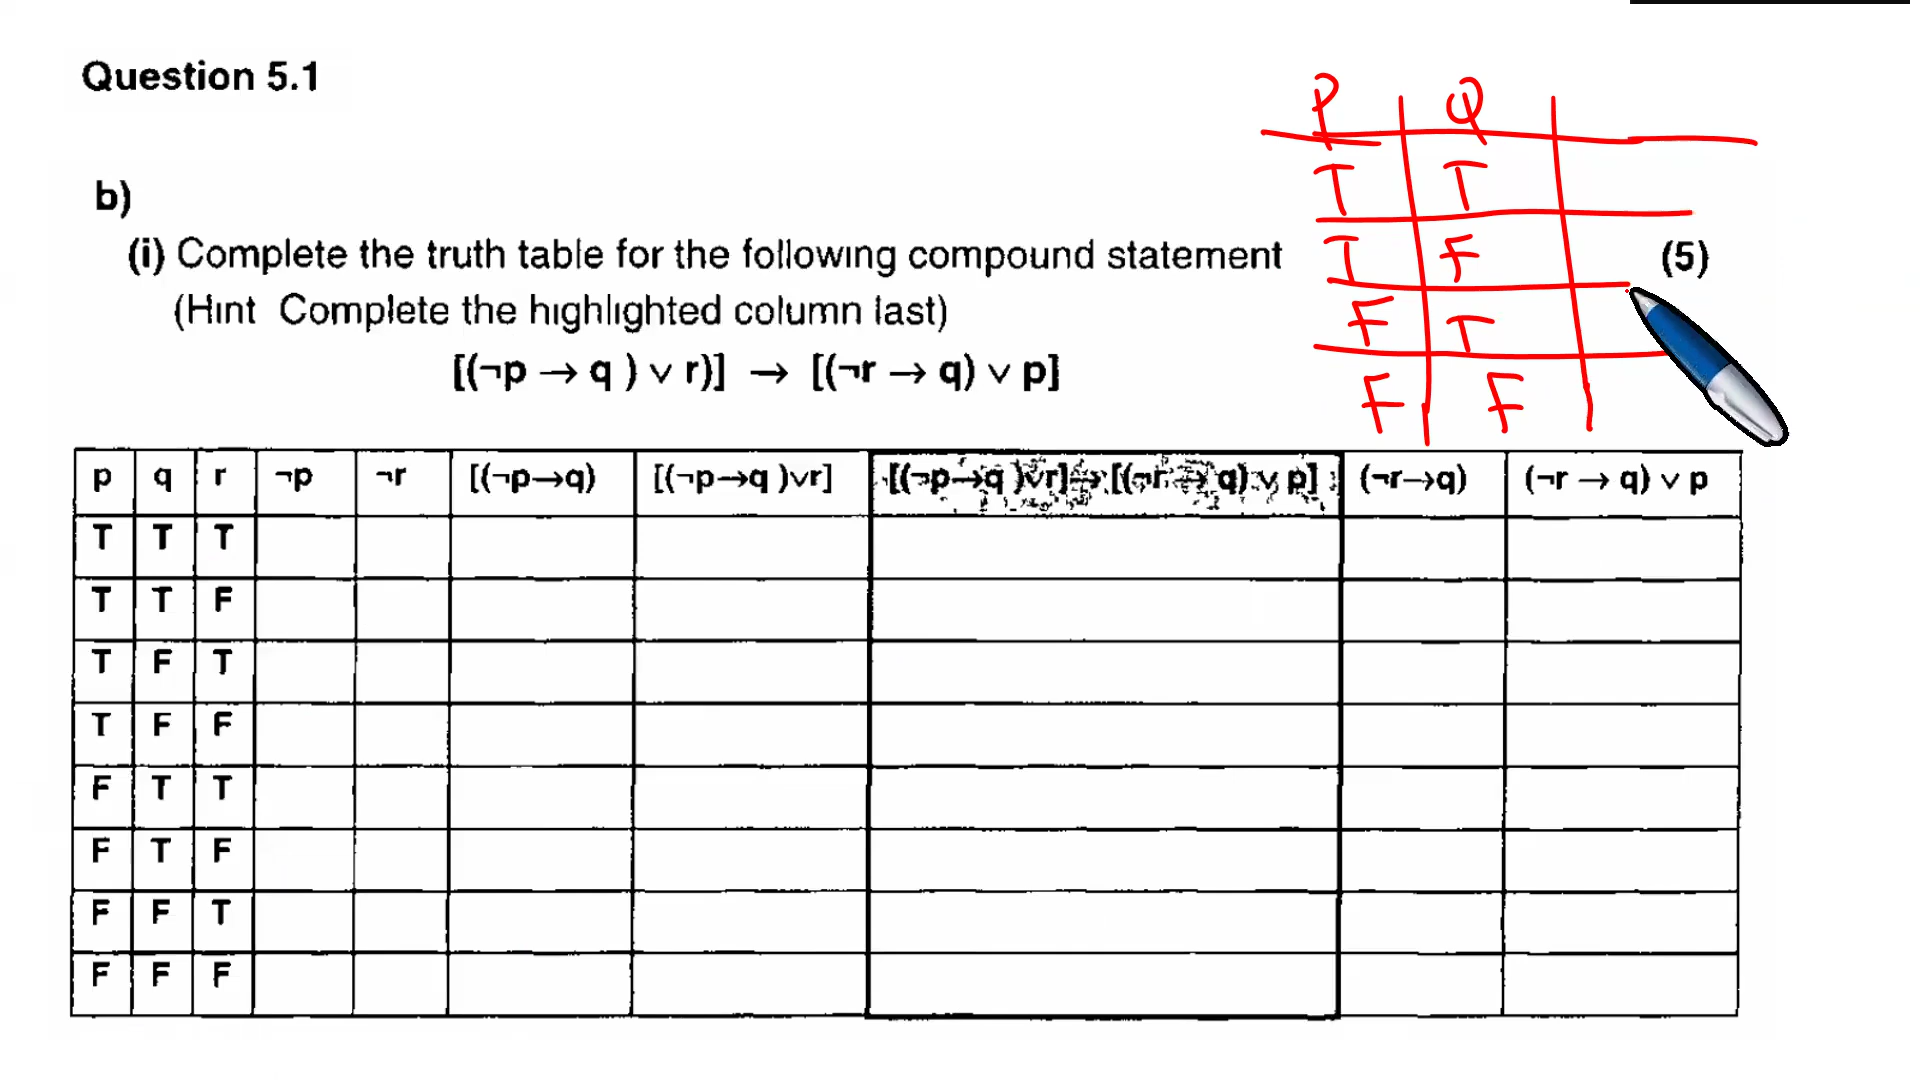 Question 5.1
P Q
T T
T F
F T
F F
b)
(i) Complete the truth table for the following compound statement (5)
(Hint Complete the highlighted column last)
[(¬p → q ) ∨ r)] → [(¬r → q) ∨ p]
p q r ¬p ¬r [(¬p→q) [(¬p→q )∨r] [(¬p→q )∨r]→[(¬r → q) ∨ p] (¬r→q) (¬r → q) ∨ p
T T T
T T F
T F T
T F F
F T T
F T F
F F T
F F F